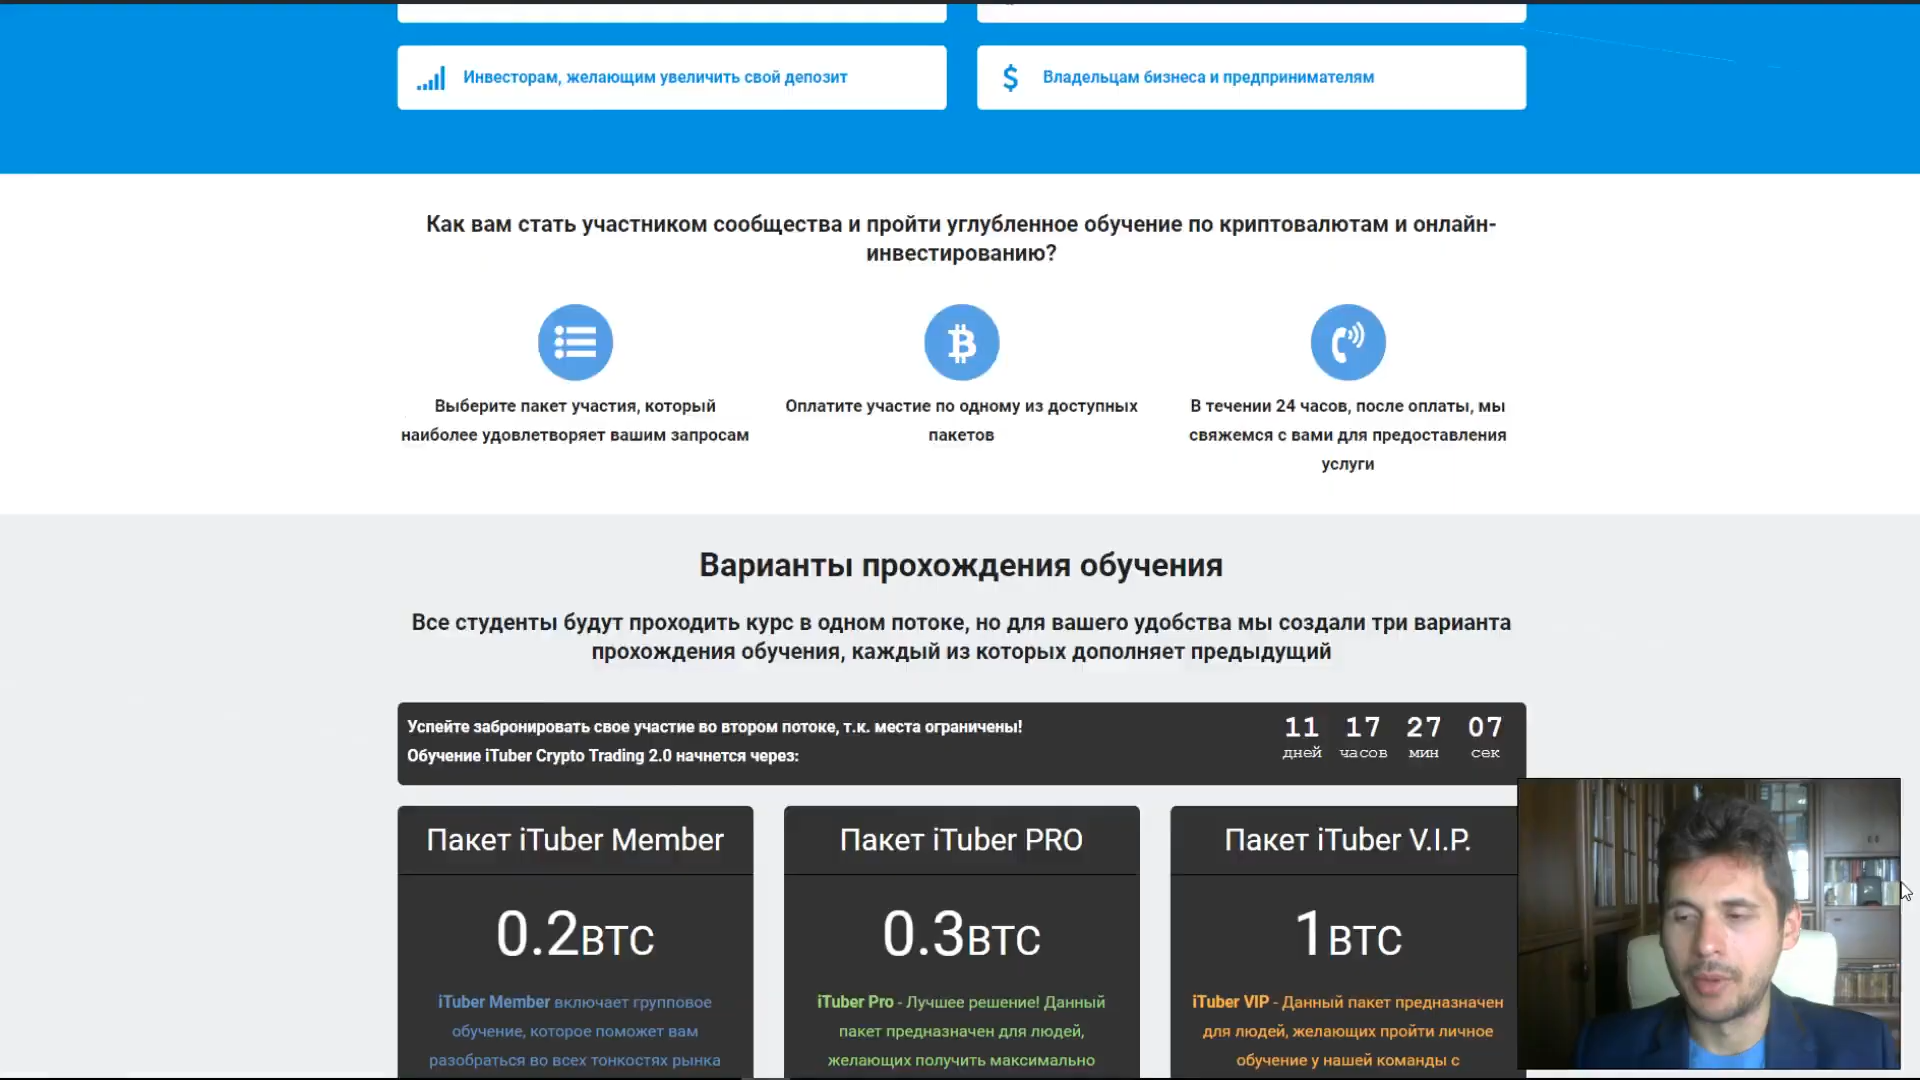 Инвесторам, желающим увеличить свой депозит
Владельцам бизнеса и предпринимателям
Как вам стать участником сообщества и пройти углубленное обучение по криптовалютам и онлайн-
инвестированию?
Выберите пакет участия, который
наиболее удовлетворяет вашим запросам
Оплатите участие по одному из доступных
пакетов
В течении 24 часов, после оплаты, мы
свяжемся с вами для предоставления
услуги
Варианты прохождения обучения
Все студенты будут проходить курс в одном потоке, но для вашего удобства мы создали три варианта
прохождения обучения, каждый из которых дополняет предыдущий
Успейте забронировать свое участие во втором потоке, т.к. места ограничены!
Обучение iTuber Crypto Trading 2.0 начнется через:
11 17 27 07
дней часов мин сек
Пакет iTuber Member
0.2BTC
iTuber Member включает групповое
обучение, которое поможет вам
разобраться во всех тонкостях рынка
Пакет iTuber PRO
0.3BTC
iTuber Pro - Лучшее решение! Данный
пакет предназначен для людей,
желающих получить максимально
Пакет iTuber V.I.P.
1BTC
iTuber VIP - Данный пакет предназначен
для людей, желающих пройти личное
обучение у нашей команды с